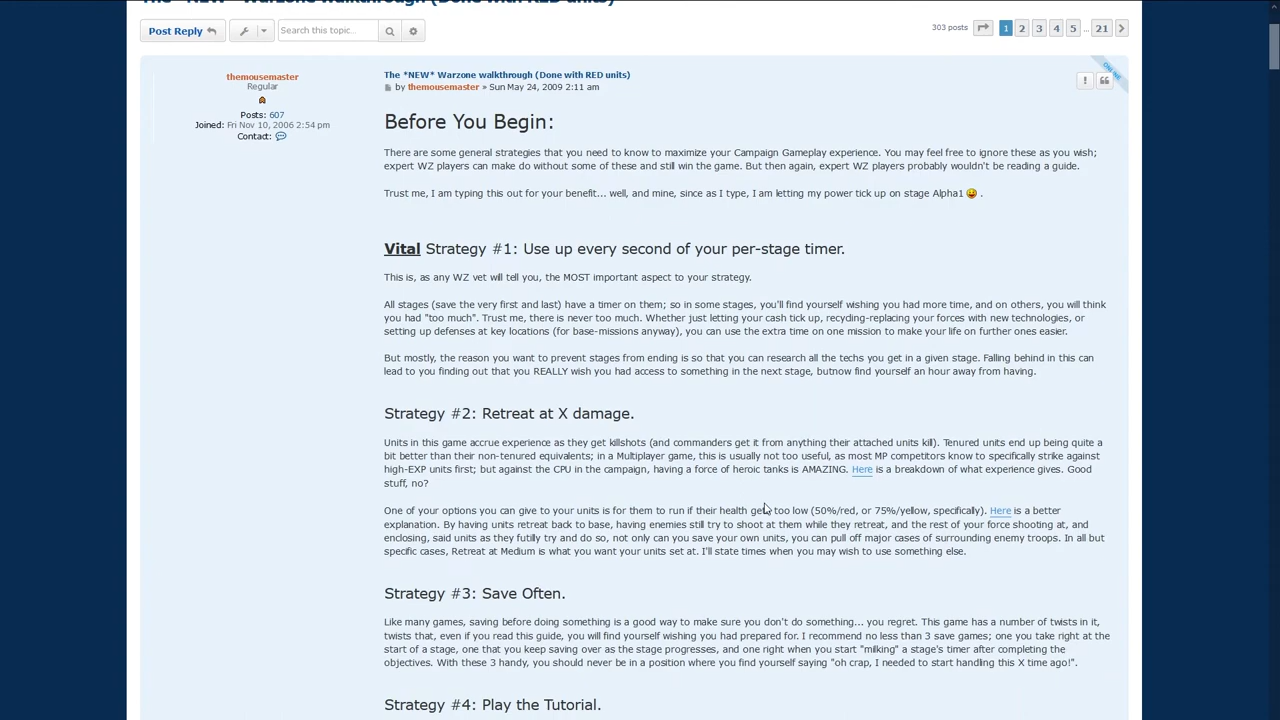 The *NEW* Warzone walkthrough (Done with RED units)
Post Reply
Search this topic…
303 posts
1 2 3 4 5 … 21
themousemaster
Regular
Posts: 607
Joined: Fri Nov 10, 2006 2:54 pm
Contact:
ONLINE
The *NEW* Warzone walkthrough (Done with RED units)
by themousemaster » Sun May 24, 2009 2:11 am
Before You Begin:
There are some general strategies that you need to know to maximize your Campaign Gameplay experience. You may feel free to ignore these as you wish;
expert WZ players can make do without some of these and still win the game. But then again, expert WZ players probably wouldn't be reading a guide.
Trust me, I am typing this out for your benefit... well, and mine, since as I type, I am letting my power tick up on stage Alpha1 .
Vital Strategy #1: Use up every second of your per-stage timer.
This is, as any WZ vet will tell you, the MOST important aspect to your strategy.
All stages (save the very first and last) have a timer on them; so in some stages, you'll find yourself wishing you had more time, and on others, you will think
you had "too much". Trust me, there is never too much. Whether just letting your cash tick up, recyding-replacing your forces with new technologies, or
setting up defenses at key locations (for base-missions anyway), you can use the extra time on one mission to make your life on further ones easier.
But mostly, the reason you want to prevent stages from ending is so that you can research all the techs you get in a given stage. Falling behind in this can
lead to you finding out that you REALLY wish you had access to something in the next stage, butnow find yourself an hour away from having.
Strategy #2: Retreat at X damage.
Units in this game accrue experience as they get killshots (and commanders get it from anything their attached units kill). Tenured units end up being quite a
bit better than their non-tenured equivalents; in a Multiplayer game, this is usually not too useful, as most MP competitors know to specifically strike against
high-EXP units first; but against the CPU in the campaign, having a force of heroic tanks is AMAZING. Here is a breakdown of what experience gives. Good
stuff, no?
One of your options you can give to your units is for them to run if their health gets too low (50%/red, or 75%/yellow, specifically). Here is a better
explanation. By having units retreat back to base, having enemies still try to shoot at them while they retreat, and the rest of your force shooting at, and
enclosing, said units as they futilly try and do so, not only can you save your own units, you can pull off major cases of surrounding enemy troops. In all but
specific cases, Retreat at Medium is what you want your units set at. I'll state times when you may wish to use something else.
Strategy #3: Save Often.
Like many games, saving before doing something is a good way to make sure you don't do something... you regret. This game has a number of twists in it,
twists that, even if you read this guide, you will find yourself wishing you had prepared for. I recommend no less than 3 save games; one you take right at the
start of a stage, one that you keep saving over as the stage progresses, and one right when you start "milking" a stage's timer after completing the
objectives. With these 3 handy, you should never be in a position where you find yourself saying "oh crap, I needed to start handling this X time ago!".
Strategy #4: Play the Tutorial.